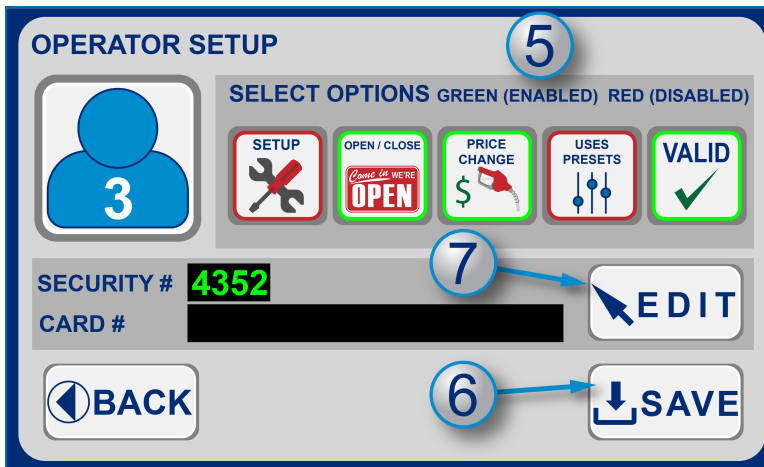 OPERATOR SETUP
5
SELECT OPTIONS GREEN (ENABLED) RED (DISABLED)
3
SETUP
OPEN / CLOSE
Come in WE'RE
OPEN
PRICE
CHANGE
$
USES
PRESETS
VALID
7
SECURITY # 4352
CARD #
EDIT
BACK
6
SAVE